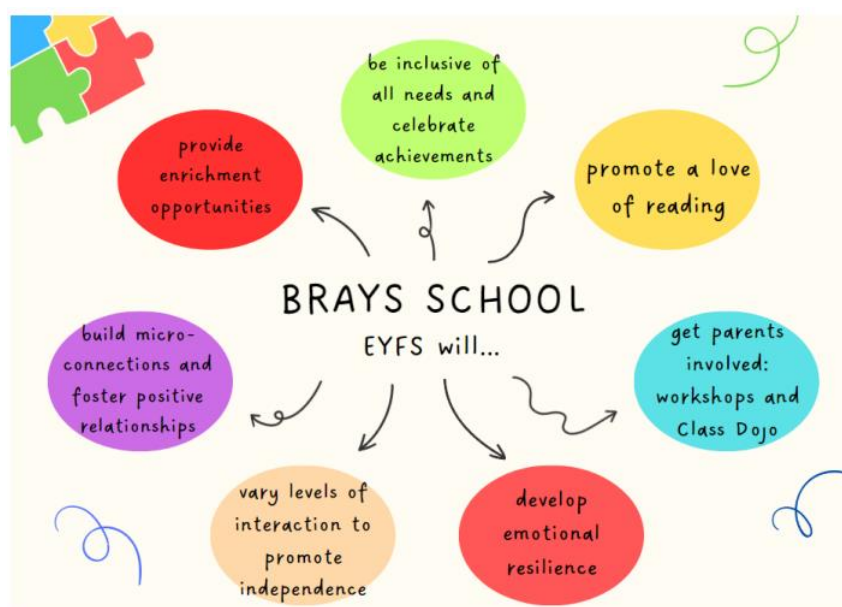 be inclusive of
all needs and
celebrate
achievements
provide
enrichment
opportunities
promote a love
of reading
BRAYS SCHOOL
EYFS will...
build micro-
connections and
foster positive
relationships
get parents
involved:
workshops and
Class Dojo
vary levels of
interaction to
promote
independence
develop
emotional
resilience